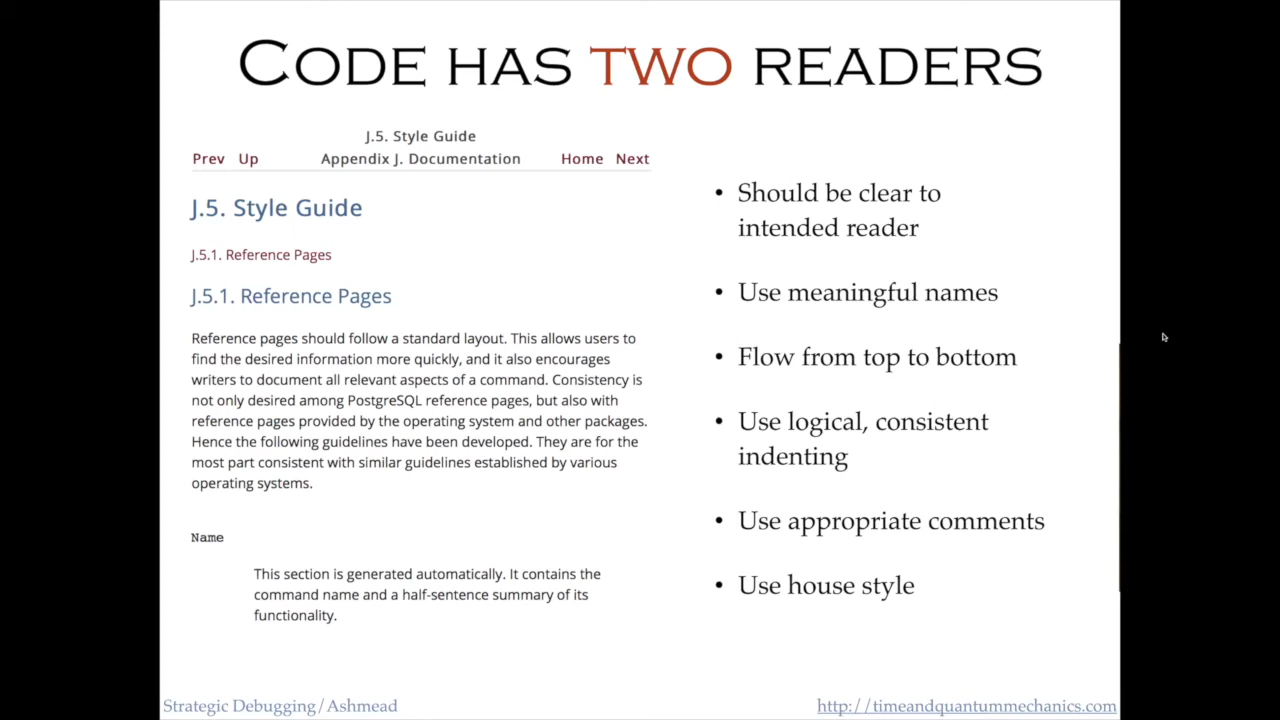 CODE HAS TWO READERS
J.5. Style Guide
Prev Up Appendix J. Documentation Home Next
J.5. Style Guide
J.5.1. Reference Pages
J.5.1. Reference Pages
Reference pages should follow a standard layout. This allows users to
find the desired information more quickly, and it also encourages
writers to document all relevant aspects of a command. Consistency is
not only desired among PostgreSQL reference pages, but also with
reference pages provided by the operating system and other packages.
Hence the following guidelines have been developed. They are for the
most part consistent with similar guidelines established by various
operating systems.
Name
This section is generated automatically. It contains the
command name and a half-sentence summary of its
functionality.
• Should be clear to
intended reader
• Use meaningful names
• Flow from top to bottom
• Use logical, consistent
indenting
• Use appropriate comments
• Use house style
Strategic Debugging/Ashmead
http://timeandquantummechanics.com